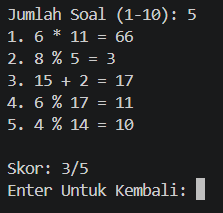 Jumlah Soal (1-10): 5
1. 6 * 11 = 66
2. 8 % 5 = 3
3. 15 + 2 = 17
4. 6 % 17 = 11
5. 4 % 14 = 10
Skor: 3/5
Enter Untuk Kembali: